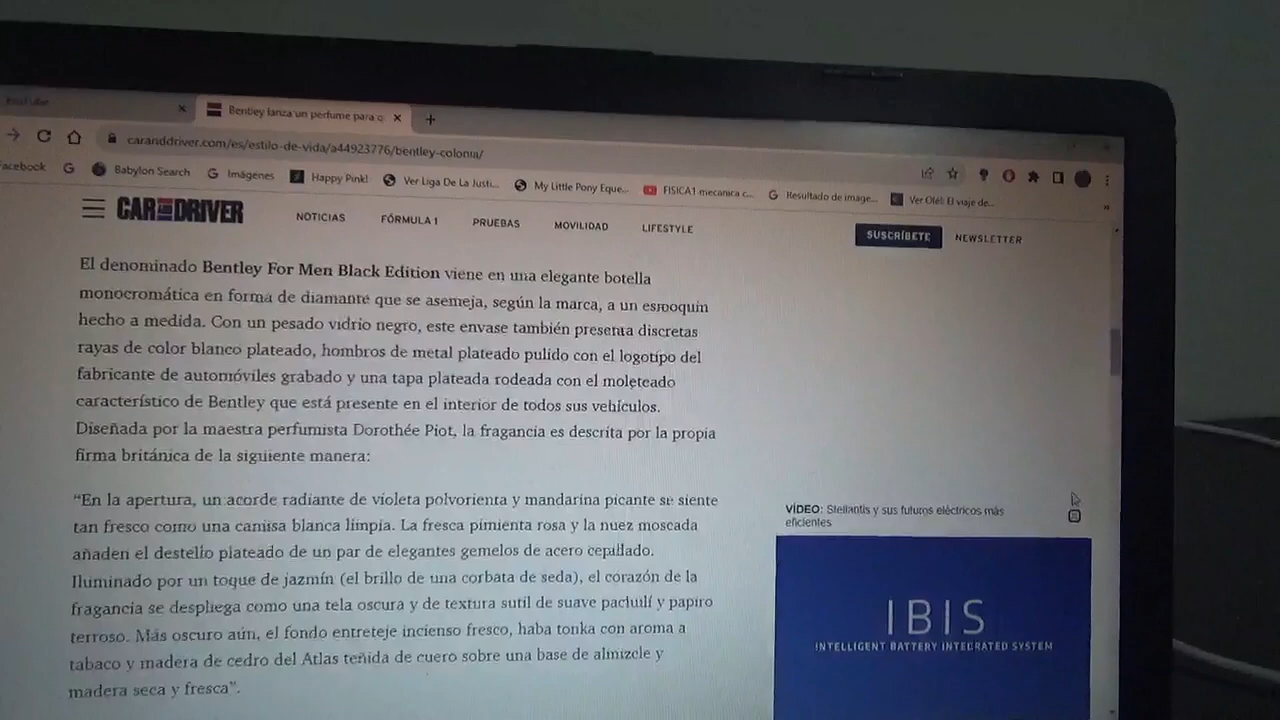 YouTube
Bentley lanza un perfume para q
caranddriver.com/es/estilo-de-vida/a44923776/bentley-colonia/
Facebook
Babylon Search
Imágenes
Happy Pink!
Ver Liga De La Justi...
My Little Pony Eque...
FISICA1 mecanica c...
Resultado de image...
Ver Olé!: El viaje de...
CAR AND DRIVER
NOTICIAS
FÓRMULA 1
PRUEBAS
MOVILIDAD
LIFESTYLE
SUSCRÍBETE
NEWSLETTER
El denominado Bentley For Men Black Edition viene en una elegante botella
monocromática en forma de diamante que se asemeja, según la marca, a un esmoquin
hecho a medida. Con un pesado vidrio negro, este envase también presenta discretas
rayas de color blanco plateado, hombros de metal plateado pulido con el logotipo del
fabricante de automóviles grabado y una tapa plateada rodeada con el moleteado
característico de Bentley que está presente en el interior de todos sus vehículos.
Diseñada por la maestra perfumista Dorothée Piot, la fragancia es descrita por la propia
firma británica de la siguiente manera:
“En la apertura, un acorde radiante de violeta polvorienta y mandarina picante se siente
tan fresco como una camisa blanca limpia. La fresca pimienta rosa y la nuez moscada
añaden el destello plateado de un par de elegantes gemelos de acero cepillado.
Iluminado por un toque de jazmín (el brillo de una corbata de seda), el corazón de la
fragancia se despliega como una tela oscura y de textura sutil de suave pachulí y papiro
terroso. Más oscuro aún, el fondo entreteje incienso fresco, haba tonka con aroma a
tabaco y madera de cedro del Atlas teñida de cuero sobre una base de almizcle y
madera seca y fresca”.
VÍDEO: Stellantis y sus futuros eléctricos más
eficientes
IBIS
INTELLIGENT BATTERY INTEGRATED SYSTEM